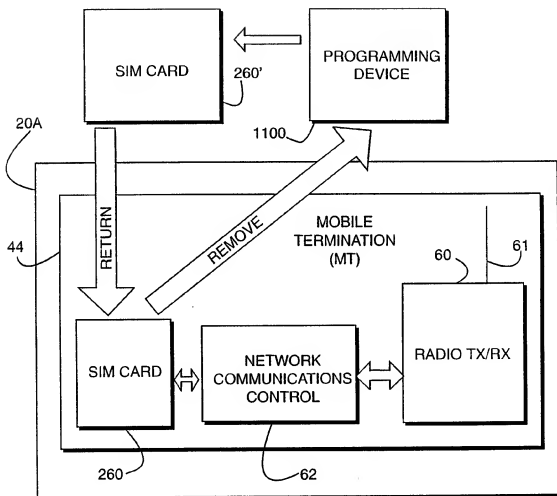 SIM CARD
PROGRAMMING
DEVICE
260'
1100
20A
44
RETURN
REMOVE
MOBILE
TERMINATION
(MT)
60
61
SIM CARD
NETWORK
COMMUNICATIONS
CONTROL
RADIO TX/RX
260
62